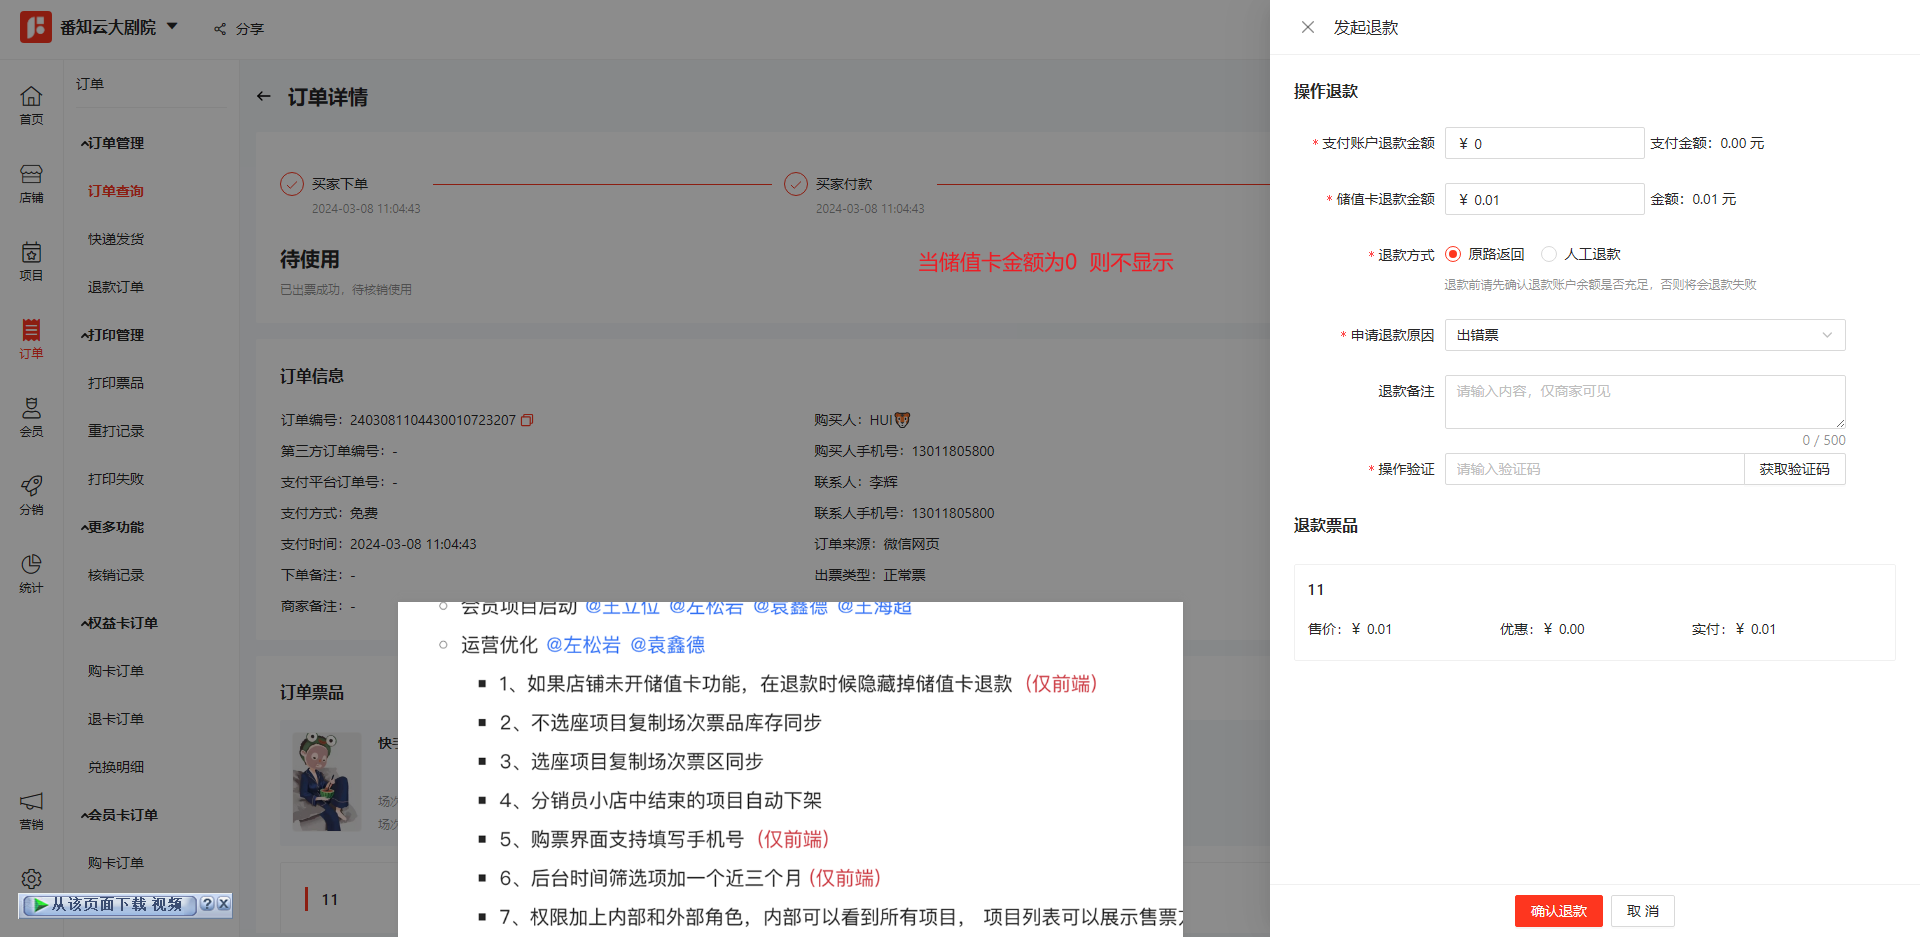 番知云大剧院
分享
首页
店铺
项目
订单
会员
分销
统计
营销
订单
订单管理
订单查询
快递发货
退款订单
打印管理
打印票品
重打记录
打印失败
更多功能
核销记录
权益卡订单
购卡订单
退卡订单
兑换明细
会员卡订单
购卡订单
从该页面下载 视频 ? X
订单详情
买家下单
2024-03-08 11:04:43
买家付款
2024-03-08 11:04:43
待使用
已出票成功，待核销使用
当储值卡金额为0 则不显示
订单信息
订单编号：2403081104430010723207
购买人：HUI🐯
第三方订单编号：-
购买人手机号：13011805800
支付平台订单号：-
联系人：李辉
支付方式：免费
联系人手机号：13011805800
支付时间：2024-03-08 11:04:43
订单来源：微信网页
下单备注：-
出票类型：正常票
商家备注：-
订单票品
快手
场次
场次
11
会员项目启动 @王立位 @左松岩 @袁鑫德 @王海超
运营优化 @左松岩 @袁鑫德
1、如果店铺未开储值卡功能，在退款时候隐藏掉储值卡退款（仅前端）
2、不选座项目复制场次票品库存同步
3、选座项目复制场次票区同步
4、分销员小店中结束的项目自动下架
5、购票界面支持填写手机号（仅前端）
6、后台时间筛选项加一个近三个月（仅前端）
7、权限加上内部和外部角色，内部可以看到所有项目， 项目列表可以展示售票
发起退款
操作退款
* 支付账户退款金额 ¥ 0 支付金额：0.00 元
* 储值卡退款金额 ¥ 0.01 金额：0.01 元
* 退款方式 原路返回 人工退款
退款前请先确认退款账户余额是否充足，否则将会退款失败
* 申请退款原因 出错票
退款备注 请输入内容，仅商家可见
0 / 500
* 操作验证 请输入验证码 获取验证码
退款票品
11
售价：¥ 0.01 优惠：¥ 0.00 实付：¥ 0.01
确认退款 取 消